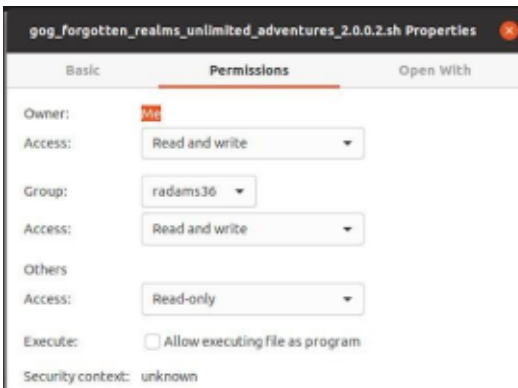 gog_forgotten_realms_unlimited_adventures_2.0.0.2.sh Properties
Basic Permissions Open With
Owner: Me
Access: Read and write
Group: radams36
Access: Read and write
Others
Access: Read-only
Execute: Allow executing file as program
Security context: unknown